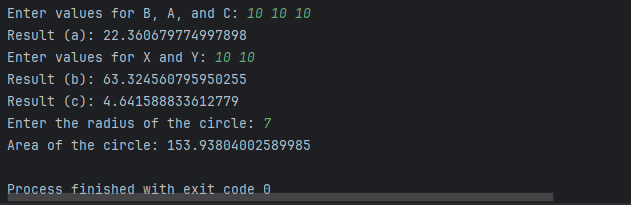 Enter values for B, A, and C: 10 10 10
Result (a): 22.360679774997898
Enter values for X and Y: 10 10
Result (b): 63.324560795950255
Result (c): 4.641588833612779
Enter the radius of the circle: 7
Area of the circle: 153.93804002589985
Process finished with exit code 0